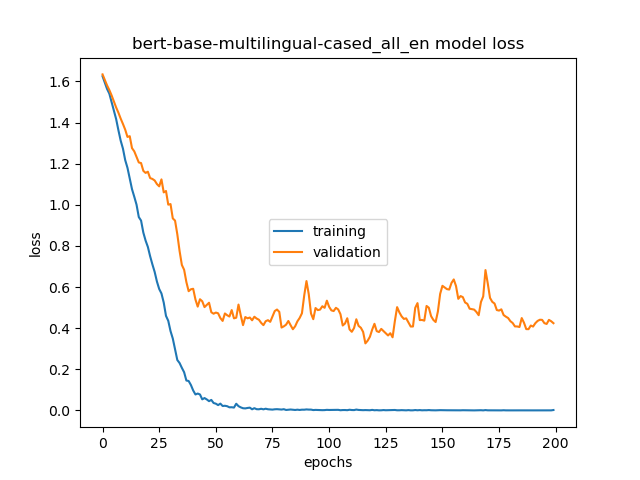 bert-base-multilingual-cased_all_en model loss
loss
1.6
1.4
1.2
1.0
0.8
0.6
0.4
0.2
0.0
training
validation
0 25 50 75 100 125 150 175 200
epochs